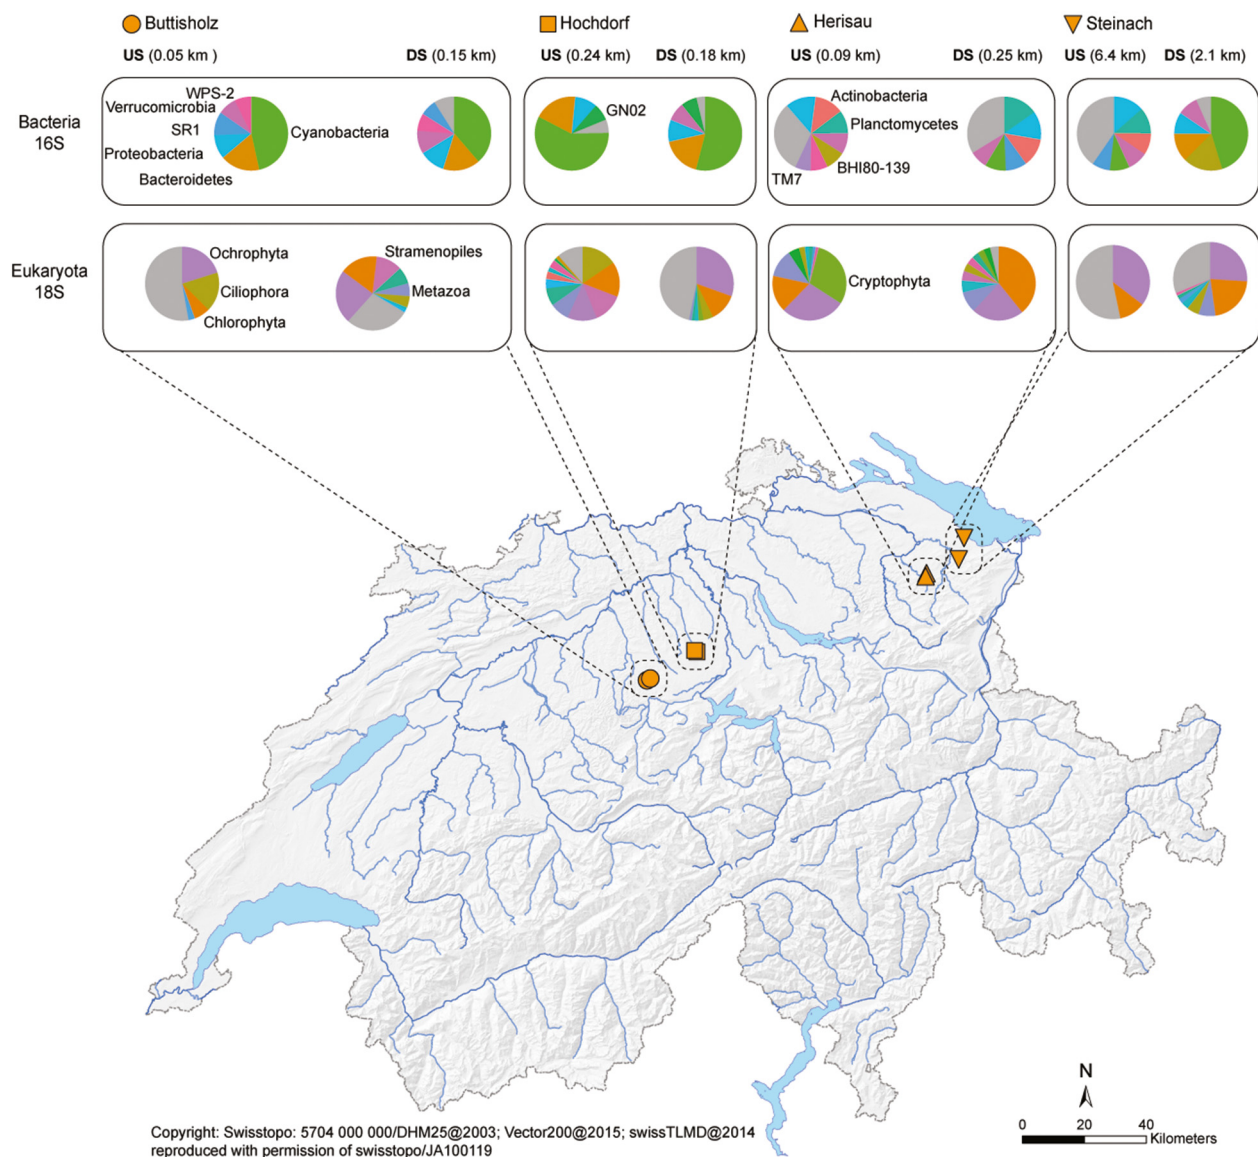 Buttisholz
Hochdorf
Herisau
Steinach
US (0.05 km )
DS (0.15 km)
US (0.24 km)
DS (0.18 km)
US (0.09 km)
DS (0.25 km)
US (6.4 km)
DS (2.1 km)
Bacteria
16S
WPS-2
Verrucomicrobia
SR1
Proteobacteria
Bacteroidetes
Cyanobacteria
GN02
Actinobacteria
Planctomycetes
BHI80-139
TM7
Eukaryota
18S
Ochrophyta
Ciliophora
Chlorophyta
Stramenopiles
Metazoa
Cryptophyta
N
0 20 40
Kilometers
Copyright: Swisstopo: 5704 000 000/DHM25@2003; Vector200@2015; swissTLMD@2014
reproduced with permission of swisstopo/JA100119